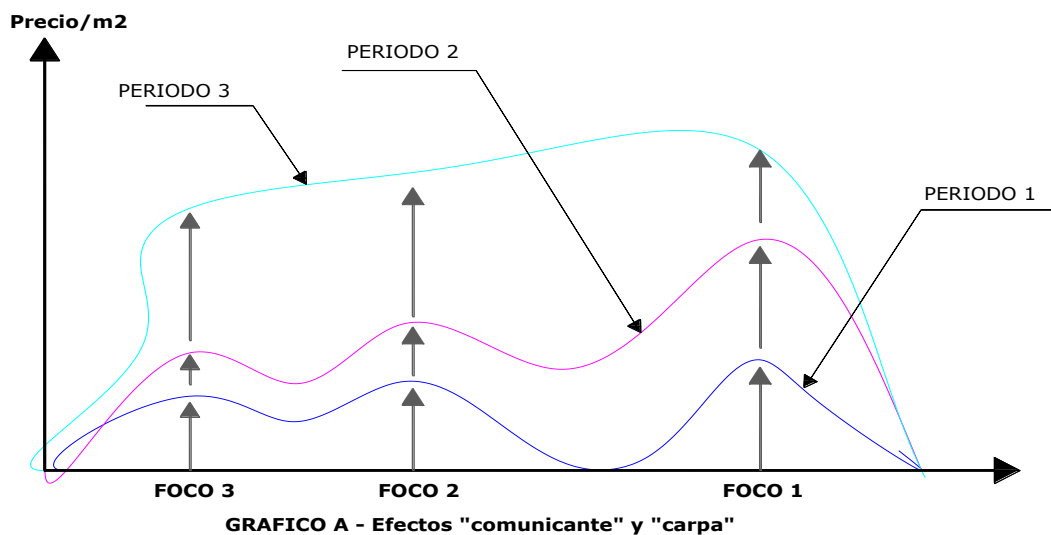 Precio/m2
PERIODO 2
PERIODO 3
PERIODO 1
FOCO 3
FOCO 2
FOCO 1
GRAFICO A - Efectos "comunicante" y "carpa"